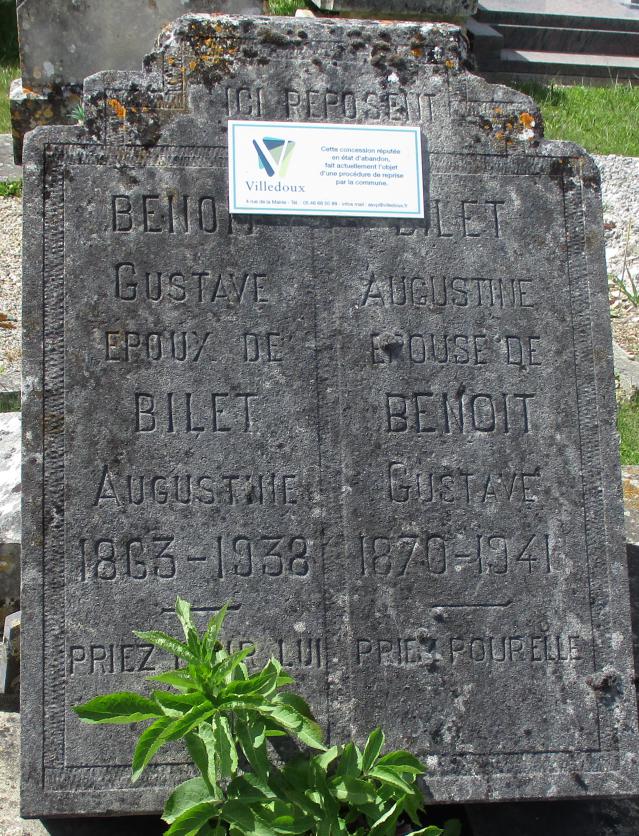 ICI REPOSENT
Villedoux
Cette concession réputée
en état d'abandon,
fait actuellement l'objet
d'une procédure de reprise
par la commune.
BENOIT
GUSTAVE
EPOUX DE
BILET
AUGUSTINE
1863-1938
PRIEZ POUR LUI
BILET
AUGUSTINE
EPOUSE DE
BENOIT
GUSTAVE
1870-1941
PRIEZ POUR ELLE